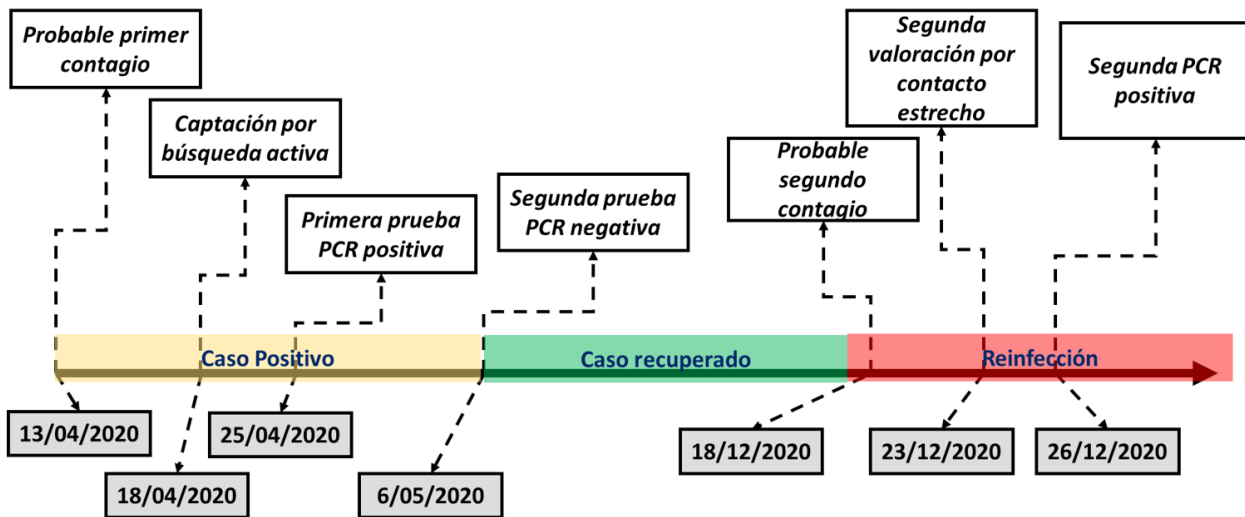 Probable primer
contagio
Captación por
búsqueda activa
Primera prueba
PCR positiva
Segunda prueba
PCR negativa
Probable
segundo
contagio
Segunda
valoración por
contacto
estrecho
Segunda PCR
positiva
Caso Positivo
Caso recuperado
Reinfección
13/04/2020
18/04/2020
25/04/2020
6/05/2020
18/12/2020
23/12/2020
26/12/2020